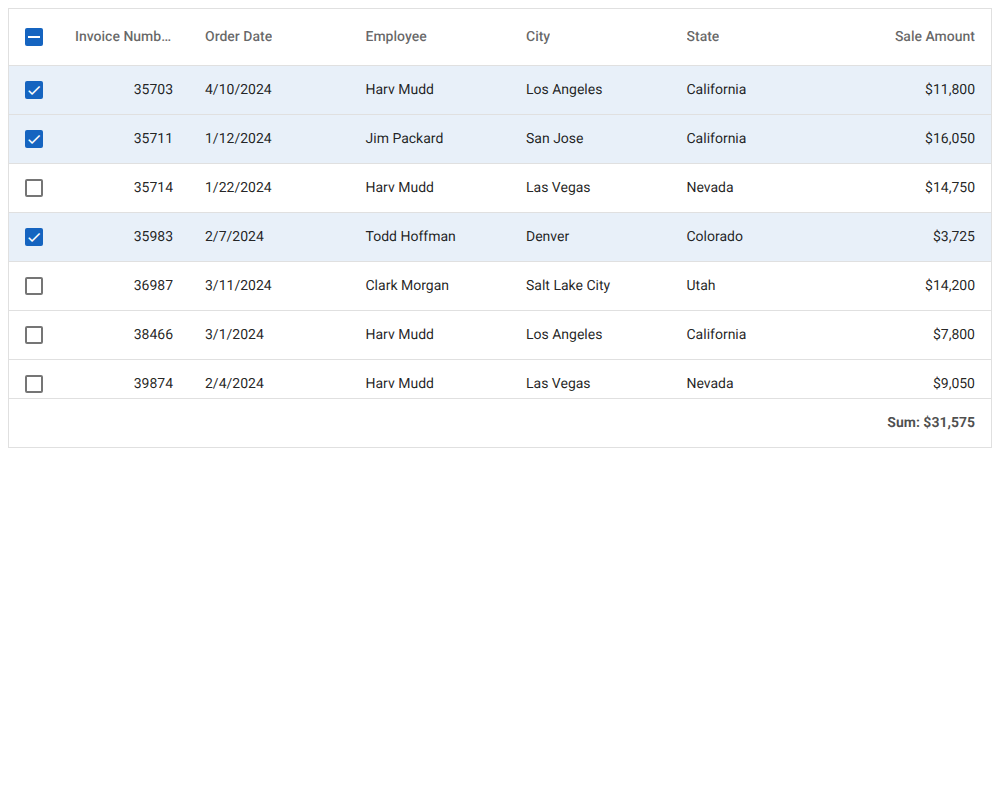 Invoice Numb... Order Date Employee City State Sale Amount
35703 4/10/2024 Harv Mudd Los Angeles California $11,800
35711 1/12/2024 Jim Packard San Jose California $16,050
35714 1/22/2024 Harv Mudd Las Vegas Nevada $14,750
35983 2/7/2024 Todd Hoffman Denver Colorado $3,725
36987 3/11/2024 Clark Morgan Salt Lake City Utah $14,200
38466 3/1/2024 Harv Mudd Los Angeles California $7,800
39874 2/4/2024 Harv Mudd Las Vegas Nevada $9,050
Sum: $31,575